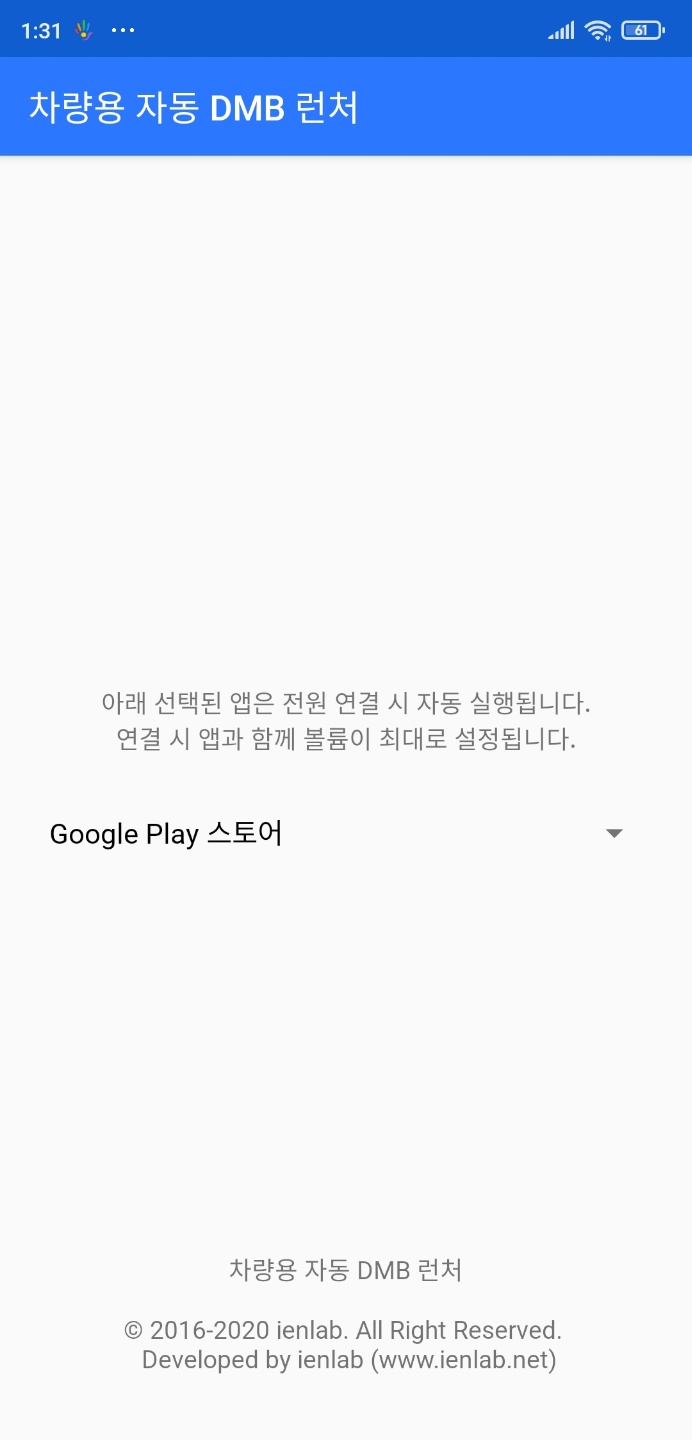 1:31
61
차량용 자동 DMB 런처
아래 선택된 앱은 전원 연결 시 자동 실행됩니다.
연결 시 앱과 함께 볼륨이 최대로 설정됩니다.
Google Play 스토어
차량용 자동 DMB 런처
© 2016-2020 ienlab. All Right Reserved.
Developed by ienlab (www.ienlab.net)